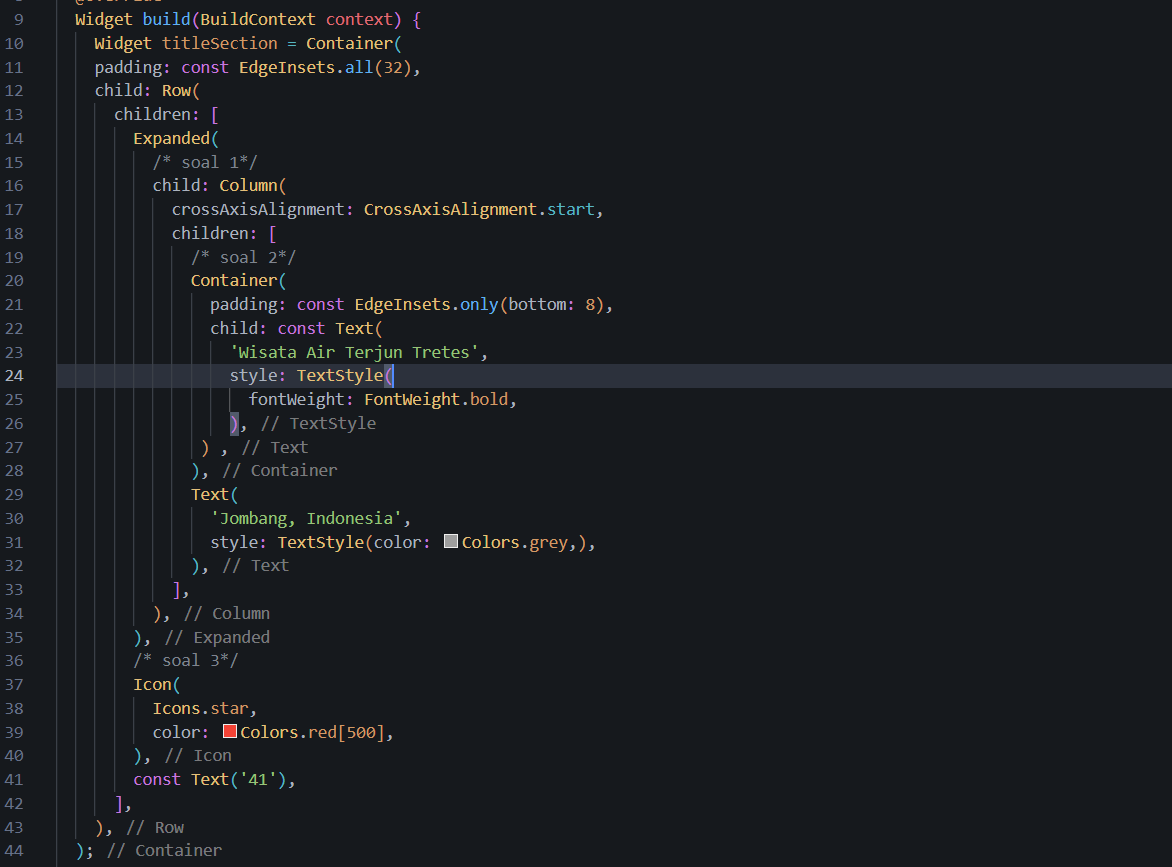 9 Widget build(BuildContext context) {
10 Widget titleSection = Container(
11 padding: const EdgeInsets.all(32),
12 child: Row(
13 children: [
14 Expanded(
15 /* soal 1*/
16 child: Column(
17 crossAxisAlignment: CrossAxisAlignment.start,
18 children: [
19 /* soal 2*/
20 Container(
21 padding: const EdgeInsets.only(bottom: 8),
22 child: const Text(
23 'Wisata Air Terjun Tretes',
24 style: TextStyle(
25 fontWeight: FontWeight.bold,
26 ), // TextStyle
27 ) , // Text
28 ), // Container
29 Text(
30 'Jombang, Indonesia',
31 style: TextStyle(color: Colors.grey,),
32 ), // Text
33 ],
34 ), // Column
35 ), // Expanded
36 /* soal 3*/
37 Icon(
38 Icons.star,
39 color: Colors.red[500],
40 ), // Icon
41 const Text('41'),
42 ],
43 ), // Row
44 ); // Container